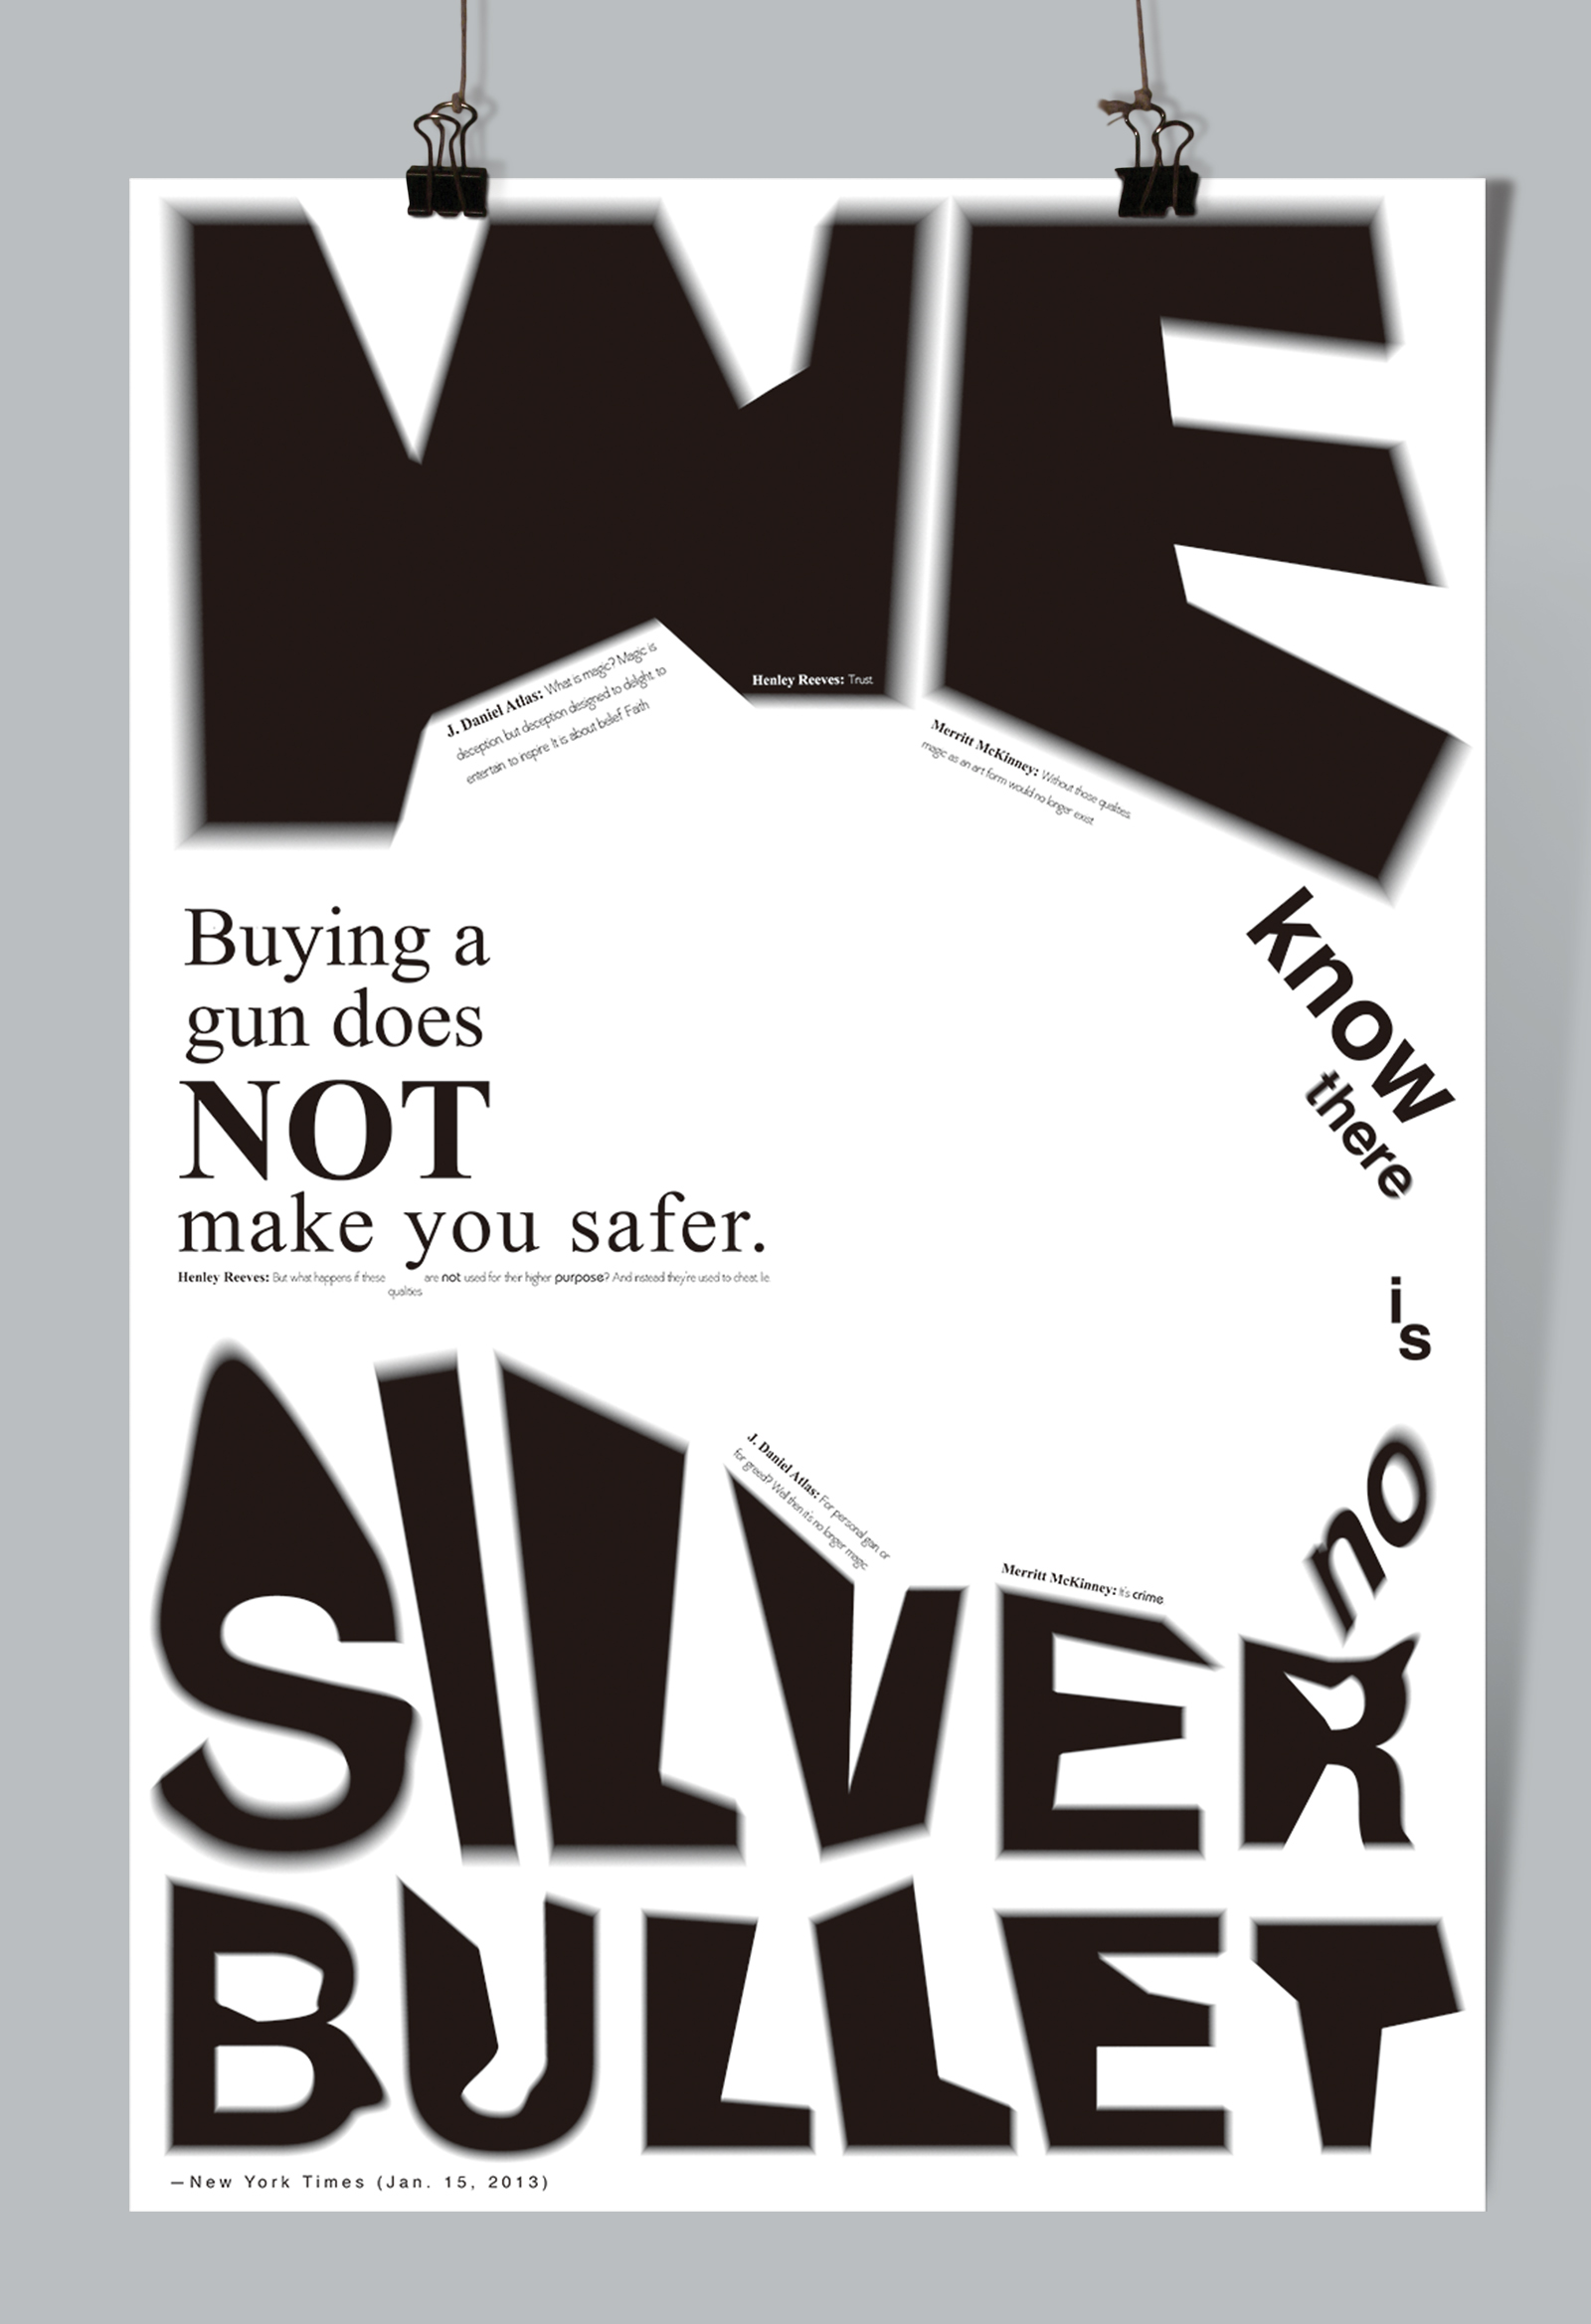 WE
J. Daniel Atlas: What is magic? Magic is
deception but deception designed to delight to
entertain to inspire It is about belief Faith
Henley Reeves: Trust
Merritt McKinney: Without those qualities
magic as an art form would no longer exist
know
there
is
no
Buying a
gun does
NOT
make you safer.
Henley Reeves: But what happens if these qualities are not used for their higher purpose? And instead they're used to cheat lie
J. Daniel Atlas: For personal gain or
for greed? Well then it's no longer magic
Merritt McKinney: It's crime
SILVER
BULLET
—New York Times (Jan. 15, 2013)